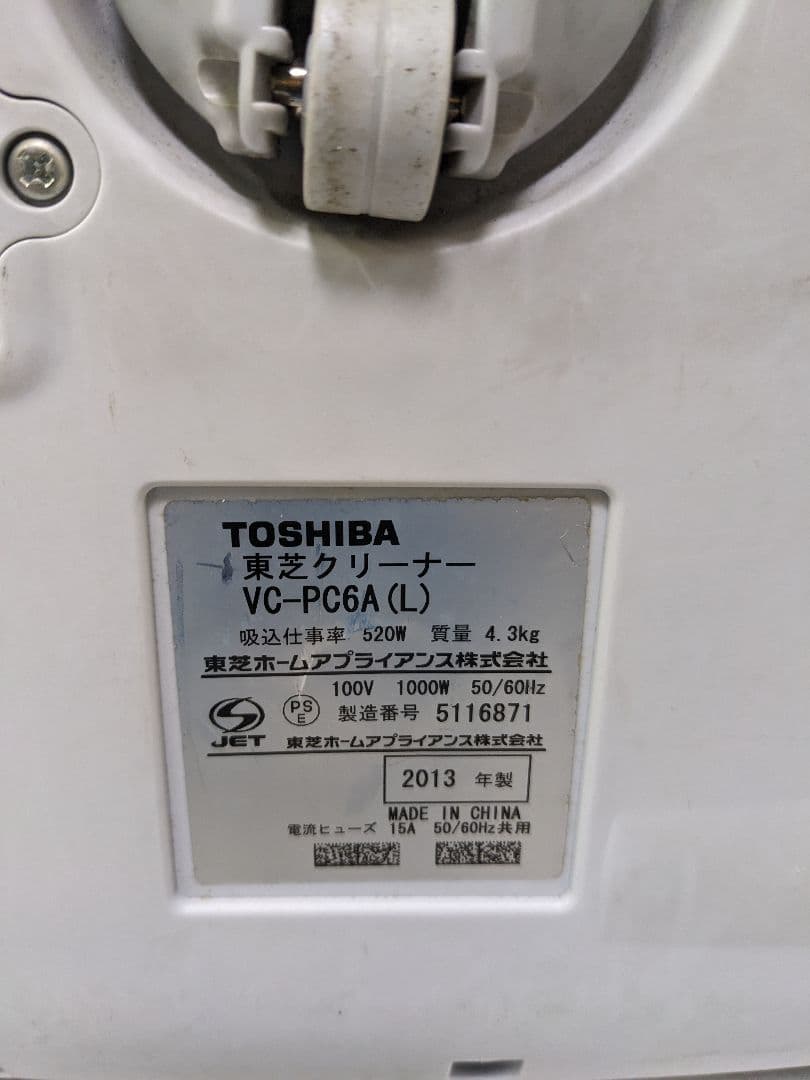 TOSHIBA
東芝クリーナー
VC-PC6A(L)
吸込仕事率 520W 質量 4.3kg
東芝ホームアプライアンス株式会社
100V 1000W 50/60Hz
PSE 製造番号 5116871
JET 東芝ホームアプライアンス株式会社
2013 年製
MADE IN CHINA
電流ヒューズ 15A 50/60Hz共用